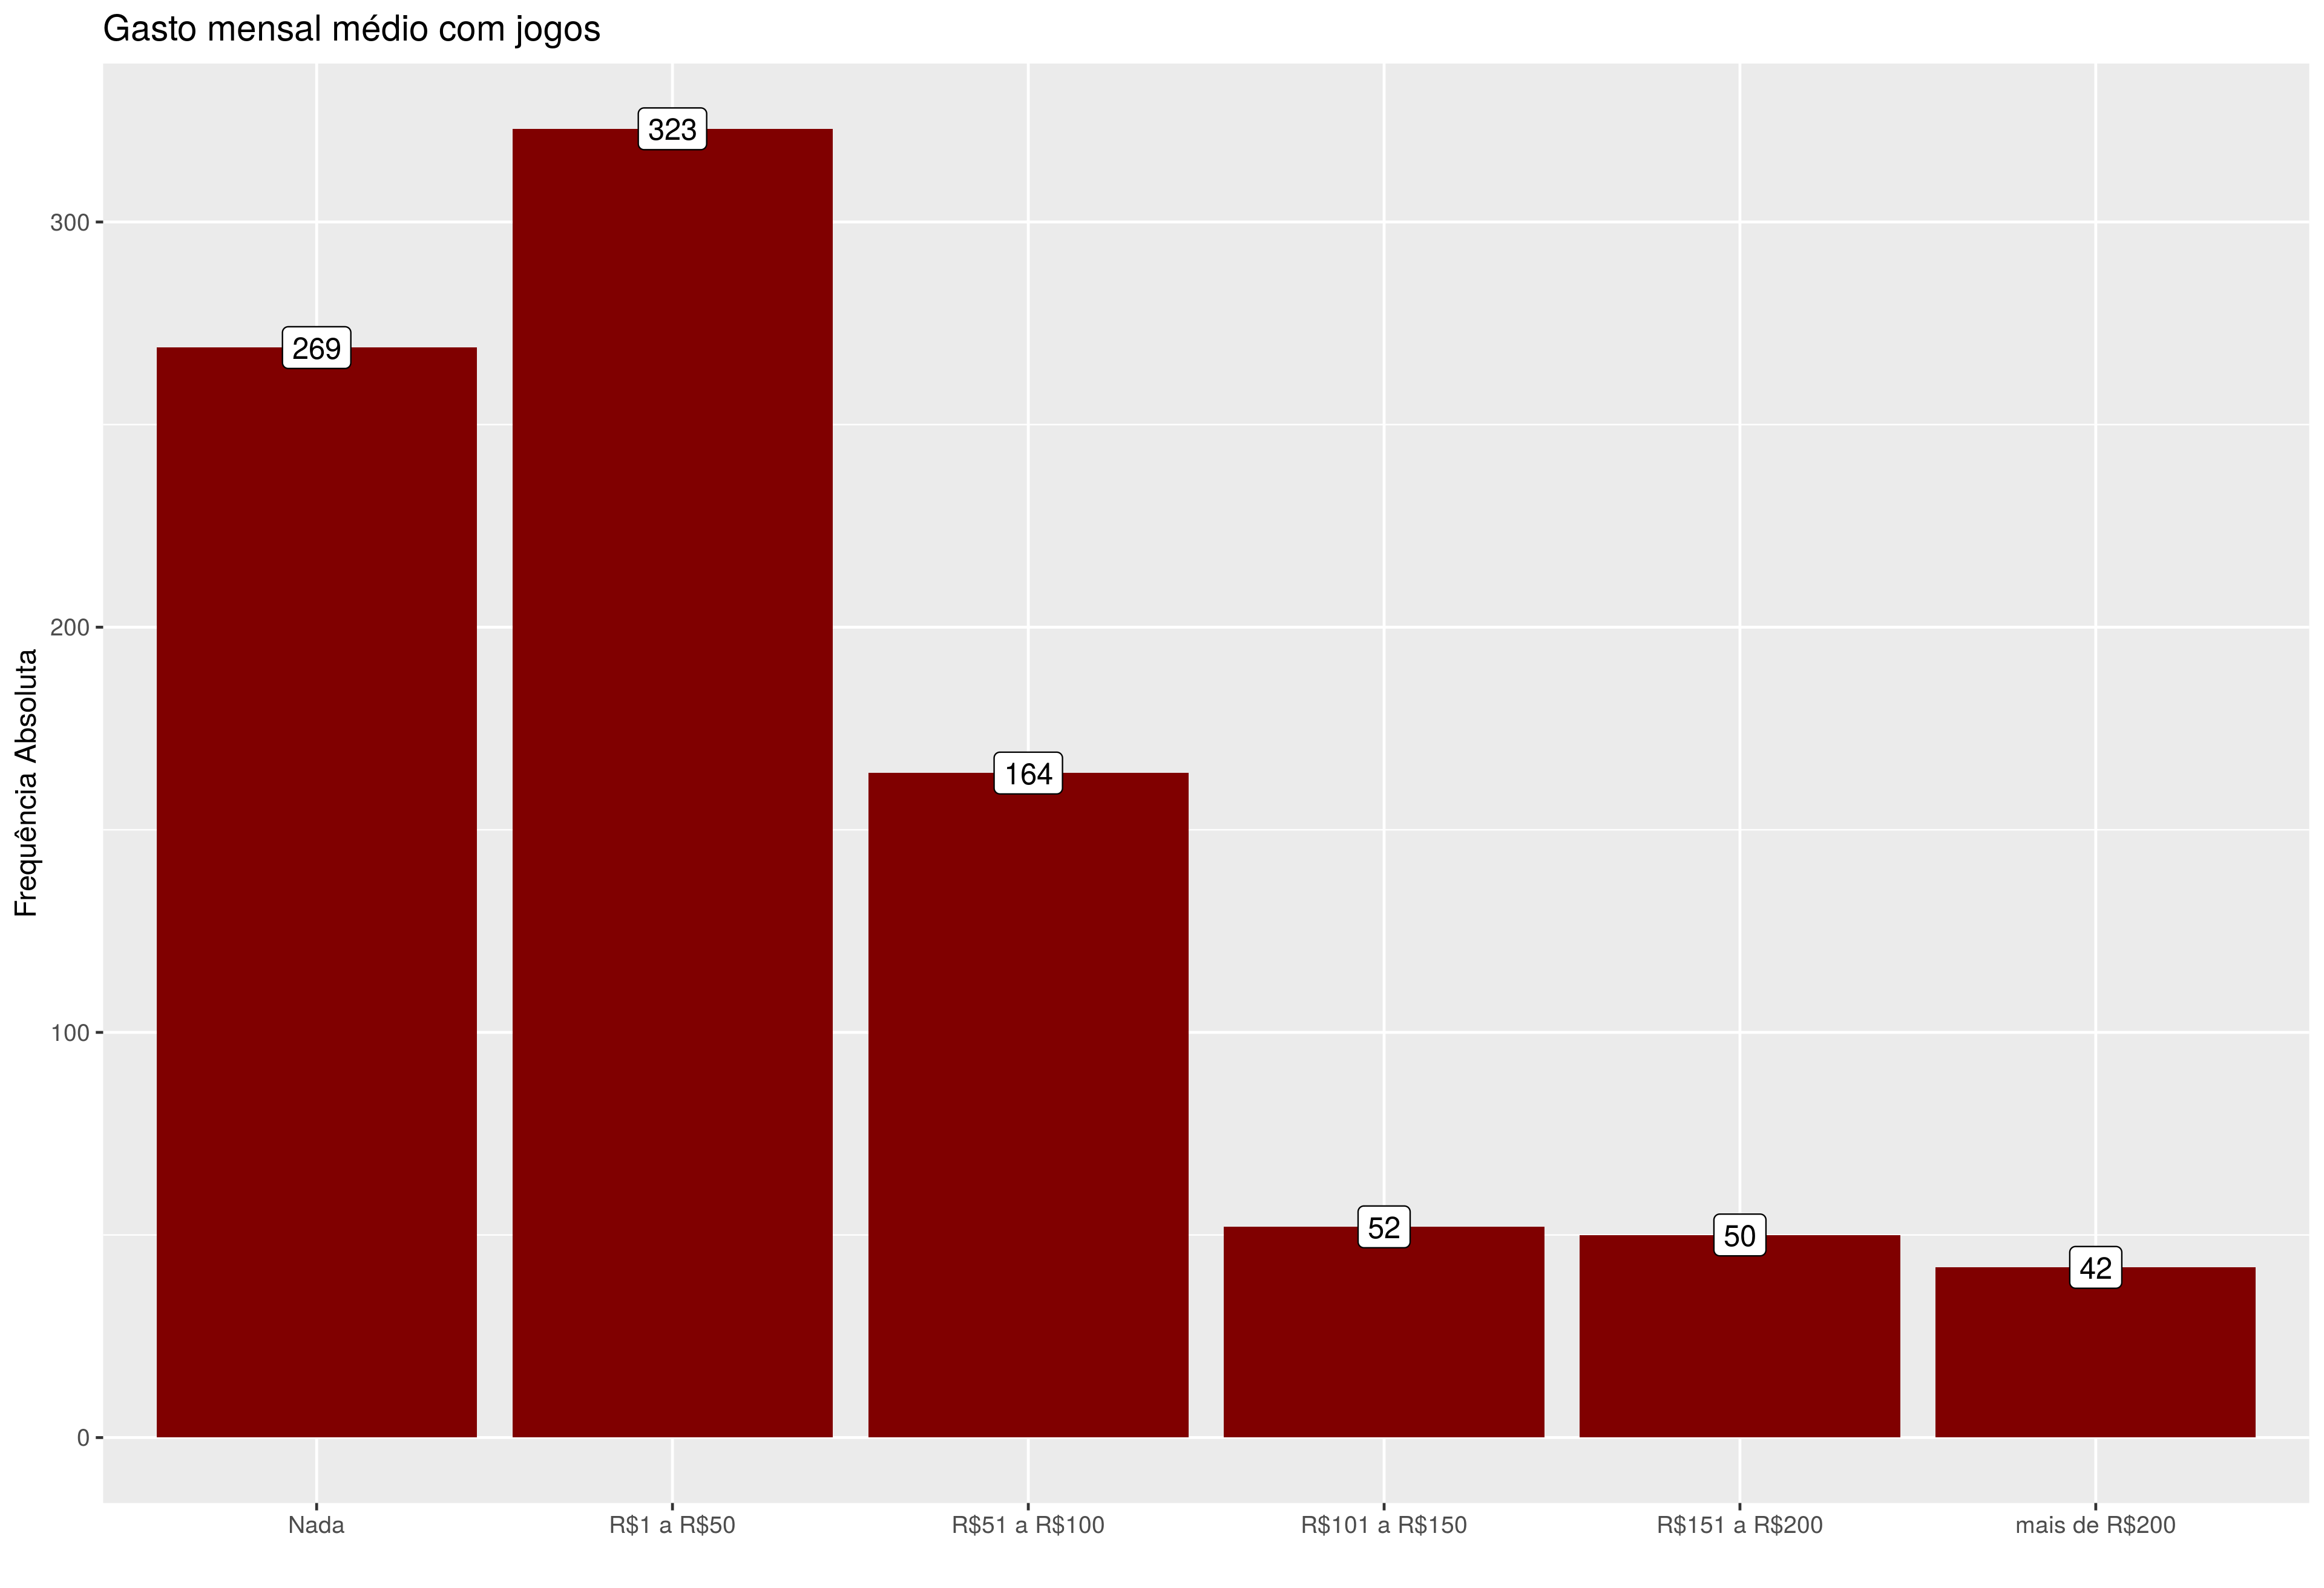 Gasto mensal médio com jogos
Frequência Absoluta
300
200
100
0
269
323
164
52
50
42
Nada
R$1 a R$50
R$51 a R$100
R$101 a R$150
R$151 a R$200
mais de R$200